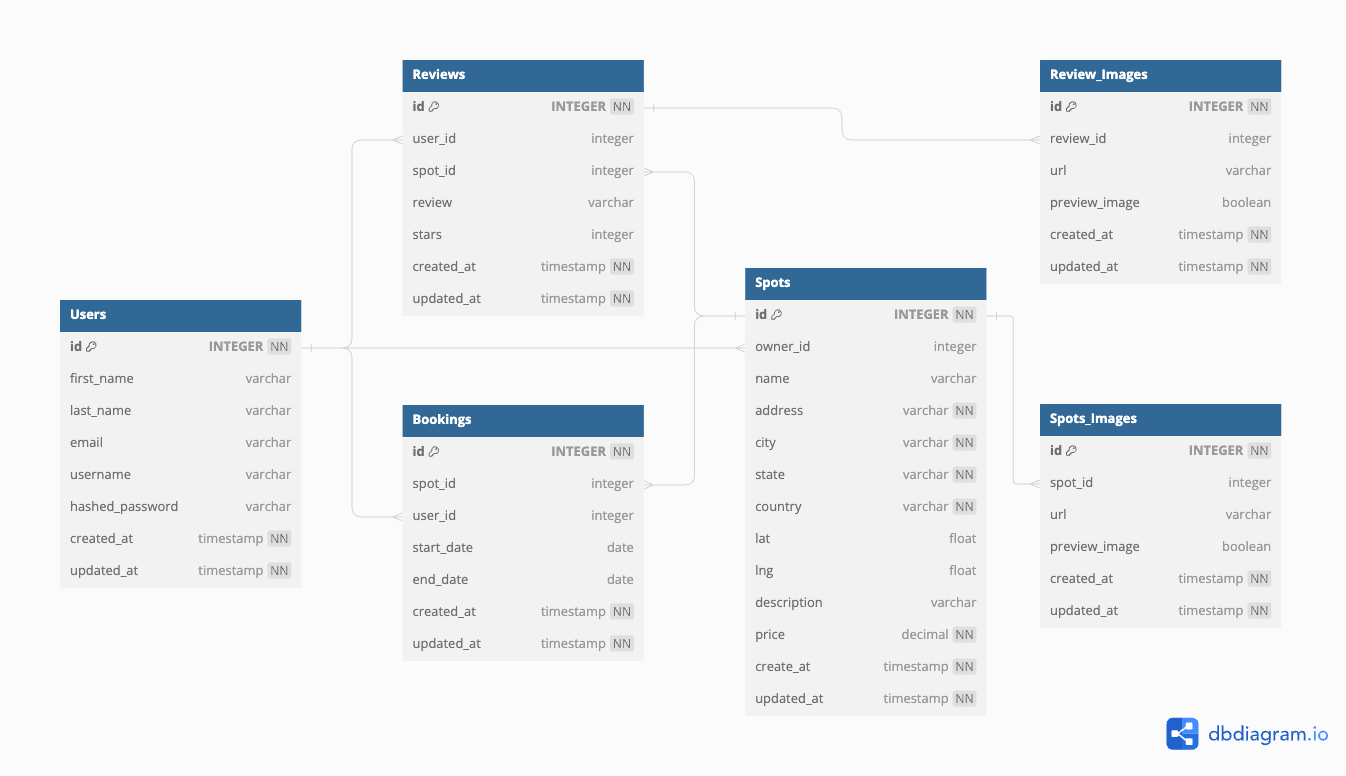 Reviews
id INTEGER NN
user_id integer
spot_id integer
review varchar
stars integer
created_at timestamp NN
updated_at timestamp NN
Review_Images
id INTEGER NN
review_id integer
url varchar
preview_image boolean
created_at timestamp NN
updated_at timestamp NN
Users
id INTEGER NN
first_name varchar
last_name varchar
email varchar
username varchar
hashed_password varchar
created_at timestamp NN
updated_at timestamp NN
Bookings
id INTEGER NN
spot_id integer
user_id integer
start_date date
end_date date
created_at timestamp NN
updated_at timestamp NN
Spots
id INTEGER NN
owner_id integer
name varchar
address varchar NN
city varchar NN
state varchar NN
country varchar NN
lat float
lng float
description varchar
price decimal NN
create_at timestamp NN
updated_at timestamp NN
Spots_Images
id INTEGER NN
spot_id integer
url varchar
preview_image boolean
created_at timestamp NN
updated_at timestamp NN
dbdiagram.io